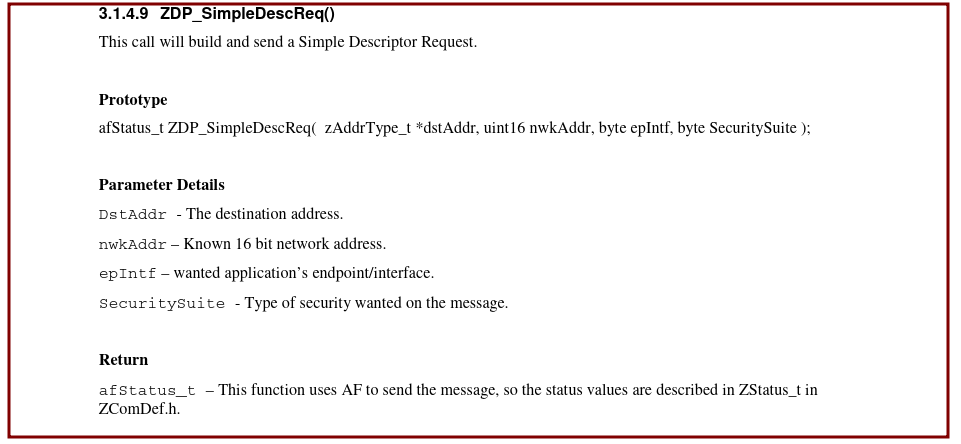 3.1.4.9 ZDP_SimpleDescReq()
This call will build and send a Simple Descriptor Request.
Prototype
afStatus_t ZDP_SimpleDescReq( zAddrType_t *dstAddr, uint16 nwkAddr, byte epIntf, byte SecuritySuite );
Parameter Details
DstAddr - The destination address.
nwkAddr – Known 16 bit network address.
epIntf – wanted application’s endpoint/interface.
SecuritySuite - Type of security wanted on the message.
Return
afStatus_t – This function uses AF to send the message, so the status values are described in ZStatus_t in
ZComDef.h.